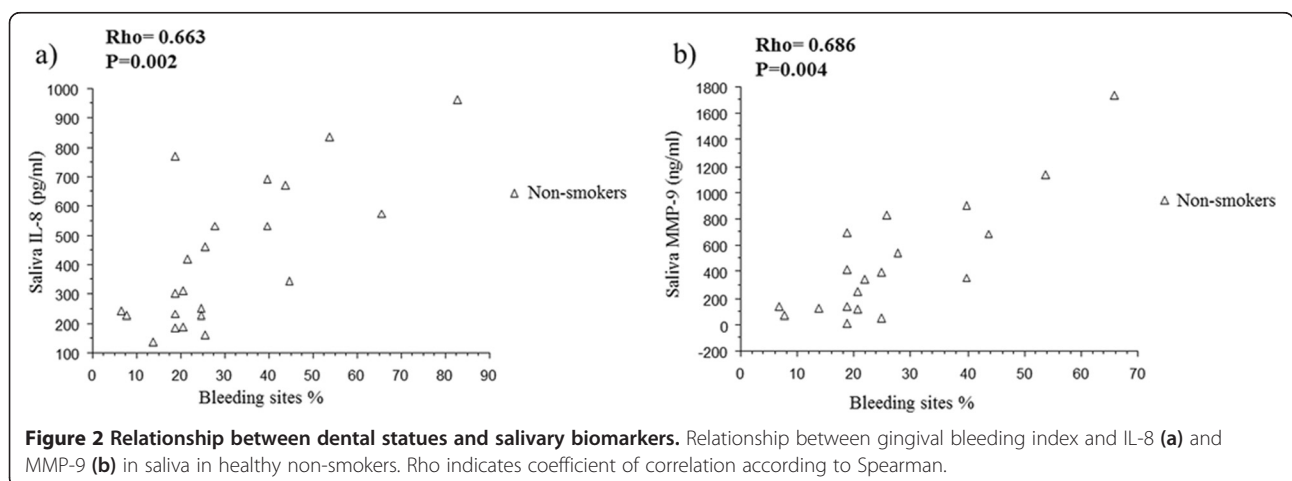 a)
Rho= 0.663
P=0.002
Saliva IL-8 (pg/ml)
1000
900
800
700
600
500
400
300
200
100
0 10 20 30 40 50 60 70 80 90
Bleeding sites %
Non-smokers
b)
Rho= 0.686
P=0.004
Saliva MMP-9 (ng/ml)
1800
1600
1400
1200
1000
800
600
400
200
0
-200
0 10 20 30 40 50 60 70
Bleeding sites %
Non-smokers
Figure 2 Relationship between dental statues and salivary biomarkers. Relationship between gingival bleeding index and IL-8 (a) and
MMP-9 (b) in saliva in healthy non-smokers. Rho indicates coefficient of correlation according to Spearman.